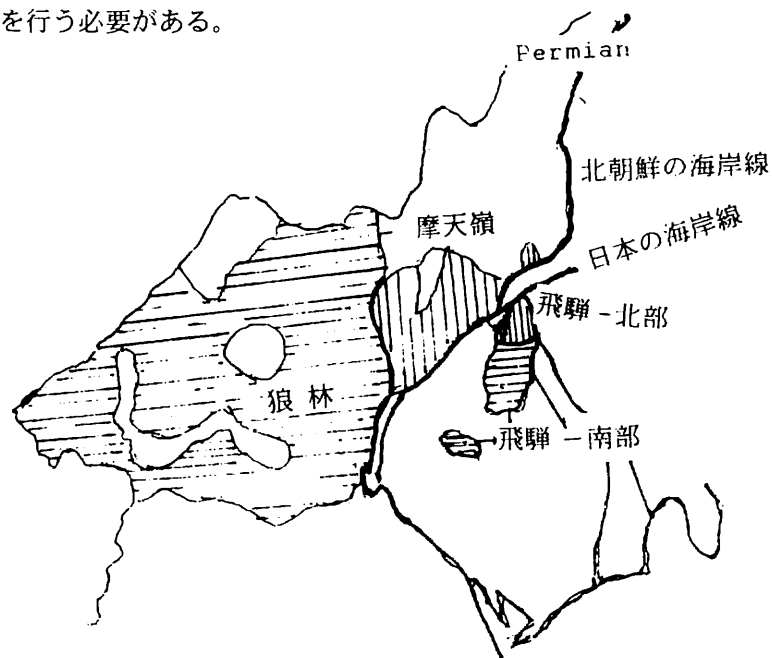 を行う必要がある。
Permian
北朝鮮の海岸線
摩天嶺
日本の海岸線
飛騨-北部
狼林
飛騨-南部